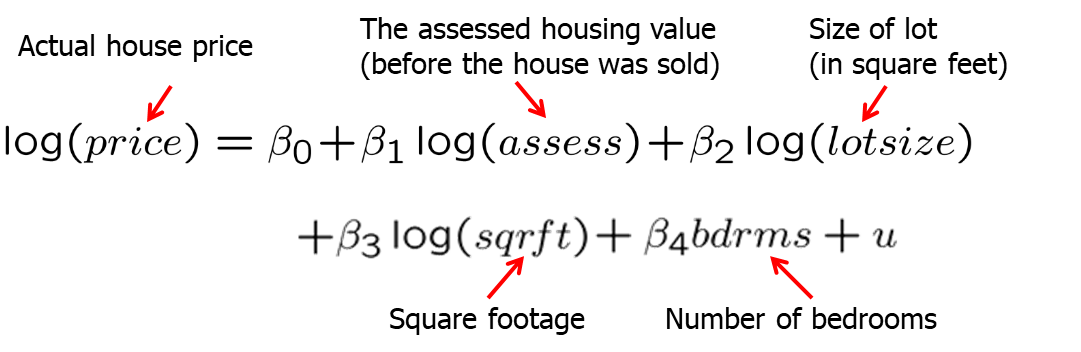 Actual house price
The assessed housing value
(before the house was sold)
Size of lot
(in square feet)
log(price) = β₀+β₁ log(assess)+β₂ log(lotsize)
+β₃ log(sqrft)+ β₄bdrms + u
Square footage
Number of bedrooms